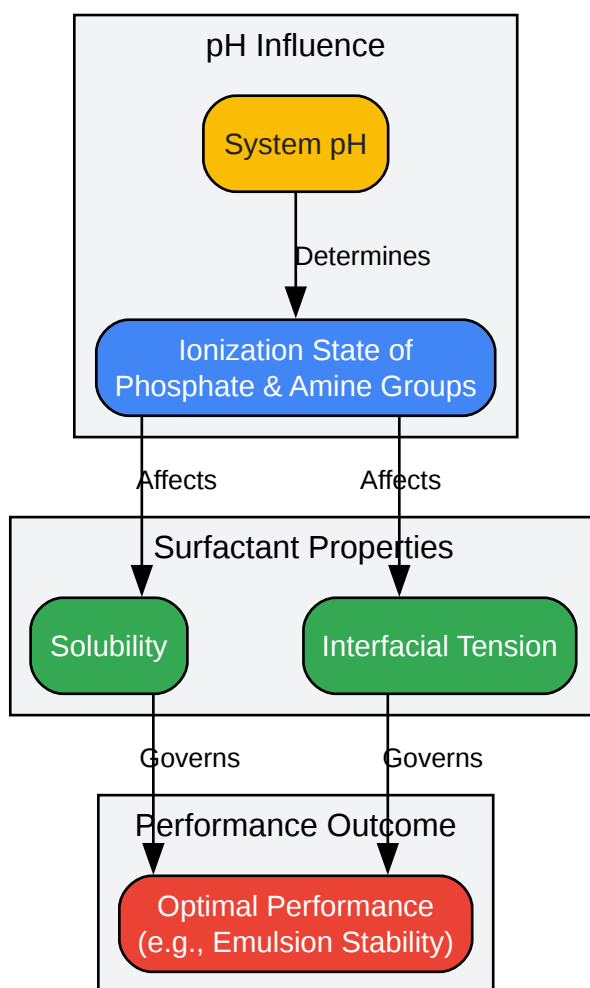 pH Influence
System pH
Determines
Ionization State of
Phosphate & Amine Groups
Affects
Affects
Surfactant Properties
Solubility
Interfacial Tension
Governs
Governs
Performance Outcome
Optimal Performance
(e.g., Emulsion Stability)